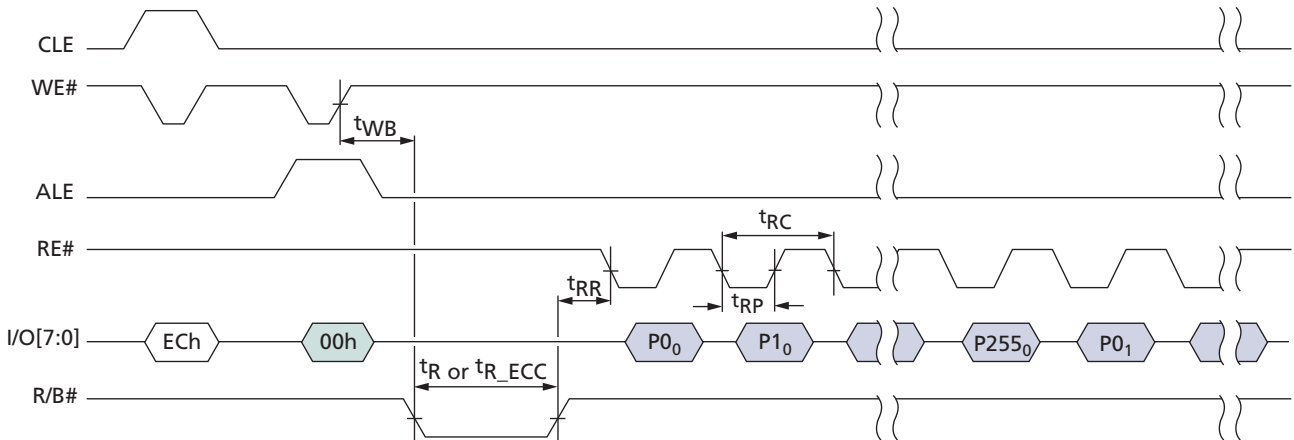 CLE
WE#
tWB
ALE
tRC
RE#
tRR
tRP
I/O[7:0] ECh 00h P0₀ P1₀ P255₀ P0₁
tR or tR_ECC
R/B#